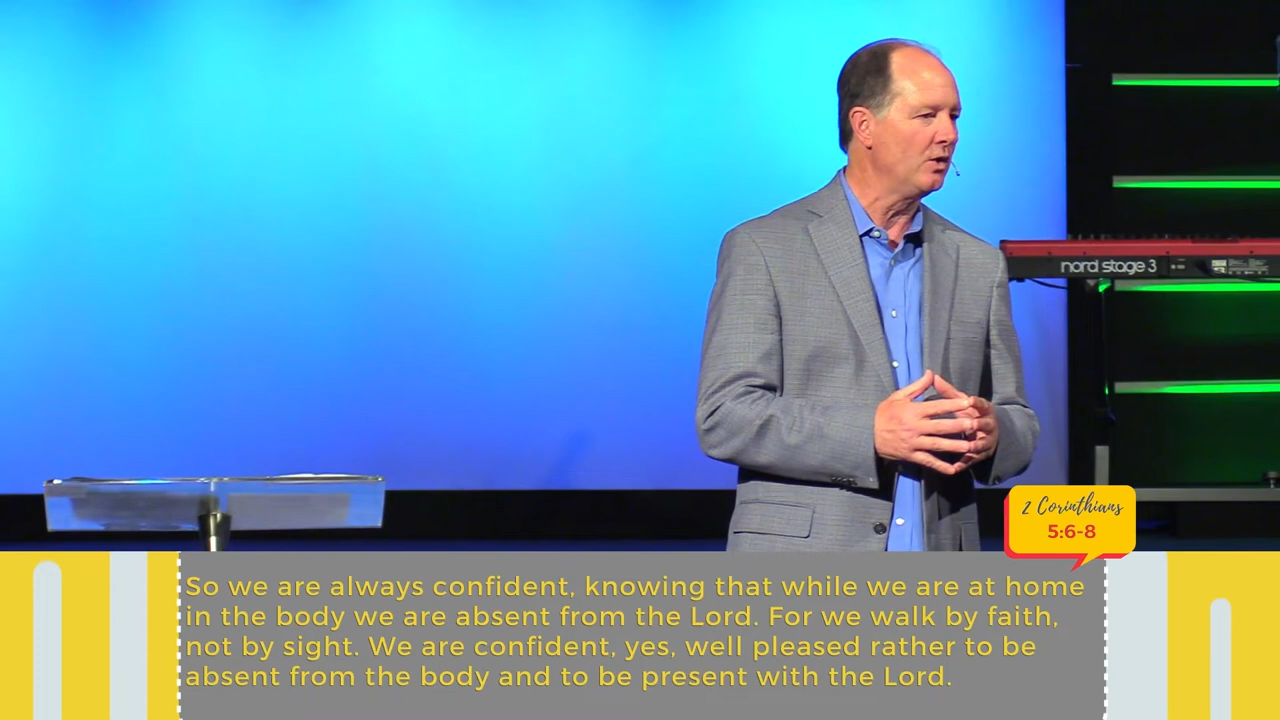 nord stage 3
2 Corinthians
5:6-8
So we are always confident, knowing that while we are at home
in the body we are absent from the Lord. For we walk by faith,
not by sight. We are confident, yes, well pleased rather to be
absent from the body and to be present with the Lord.